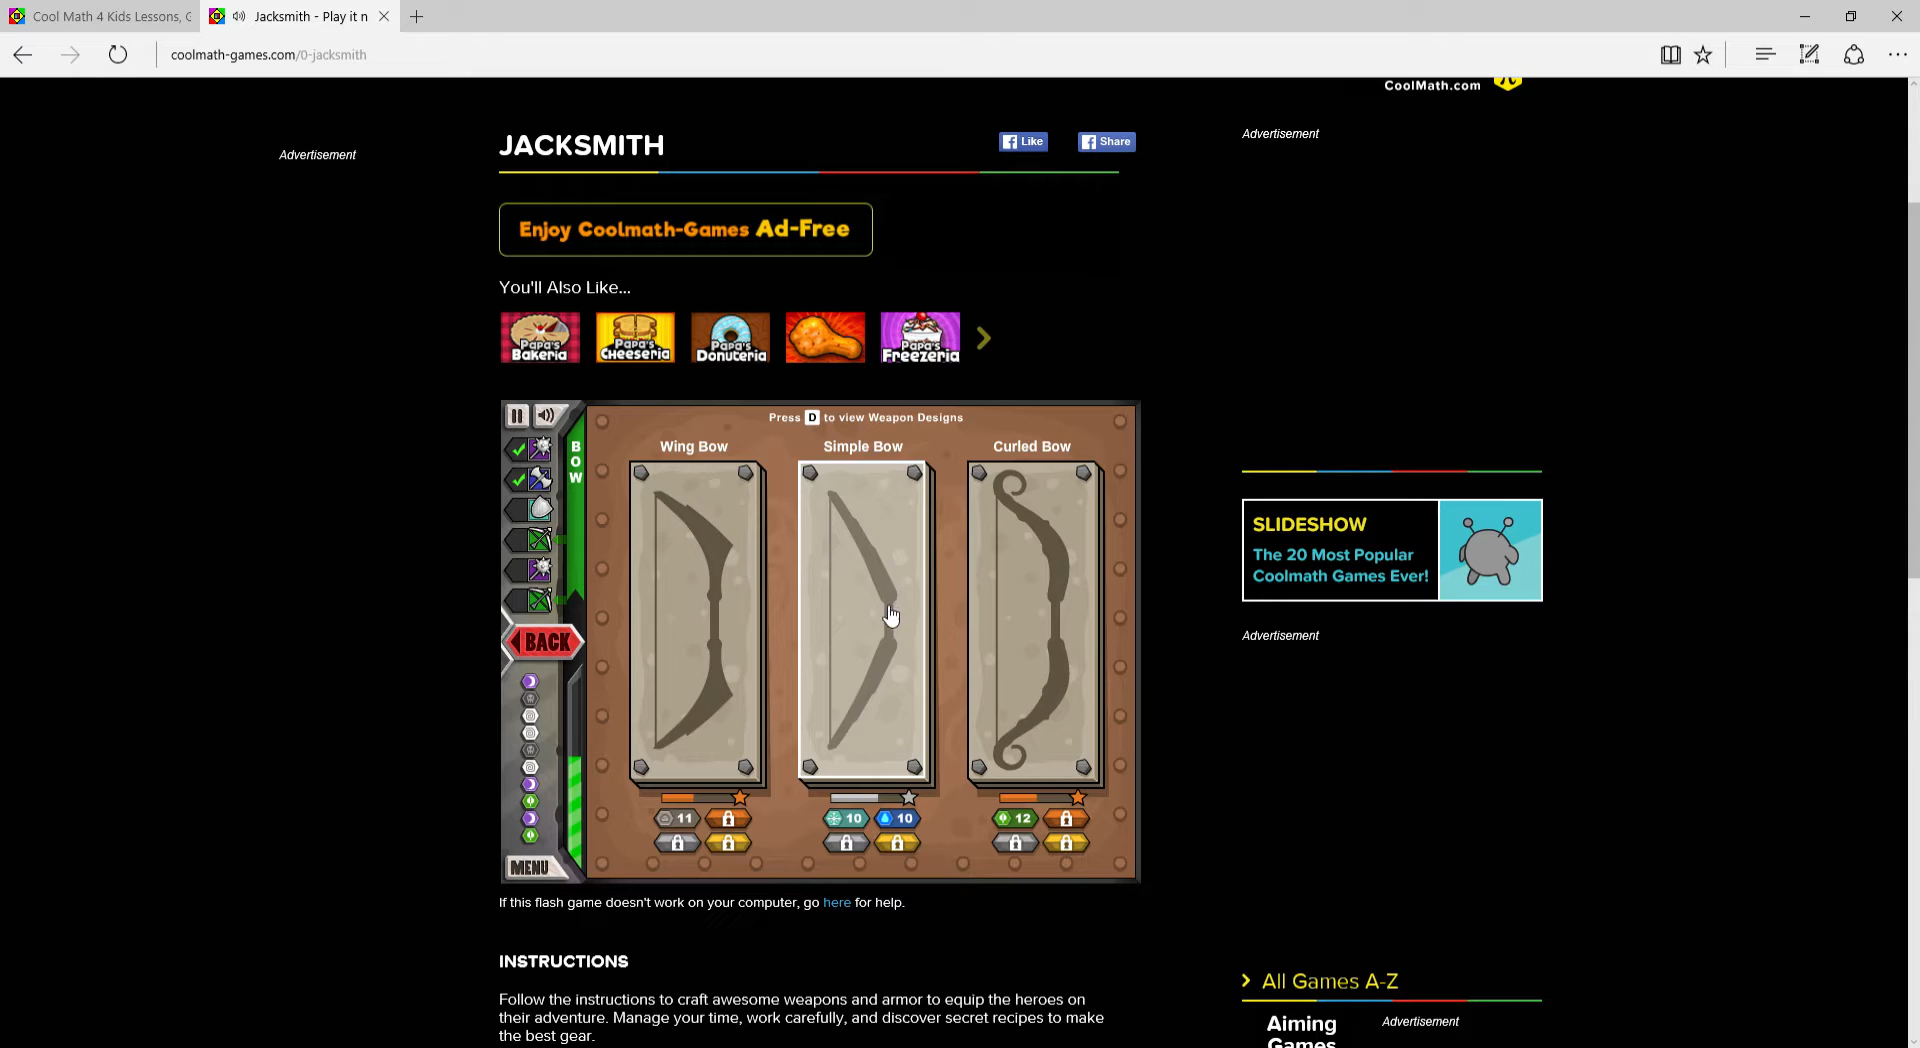 Cool Math 4 Kids Lessons, G
Jacksmith - Play it n
coolmath-games.com/0-jacksmith
CoolMath.com
Advertisement
JACKSMITH
Like
Share
Advertisement
Enjoy Coolmath-Games Ad-Free
You'll Also Like...
Papa's Bakeria
Papa's Cheeseria
Papa's Donuteria
Papa's Freezeria
Press D to view Weapon Designs
BOW
Wing Bow
Simple Bow
Curled Bow
BACK
11
10
10
12
MENU
SLIDESHOW
The 20 Most Popular
Coolmath Games Ever!
Advertisement
If this flash game doesn't work on your computer, go here for help.
INSTRUCTIONS
Follow the instructions to craft awesome weapons and armor to equip the heroes on
their adventure. Manage your time, work carefully, and discover secret recipes to make
the best gear.
All Games A-Z
Aiming
Games
Advertisement